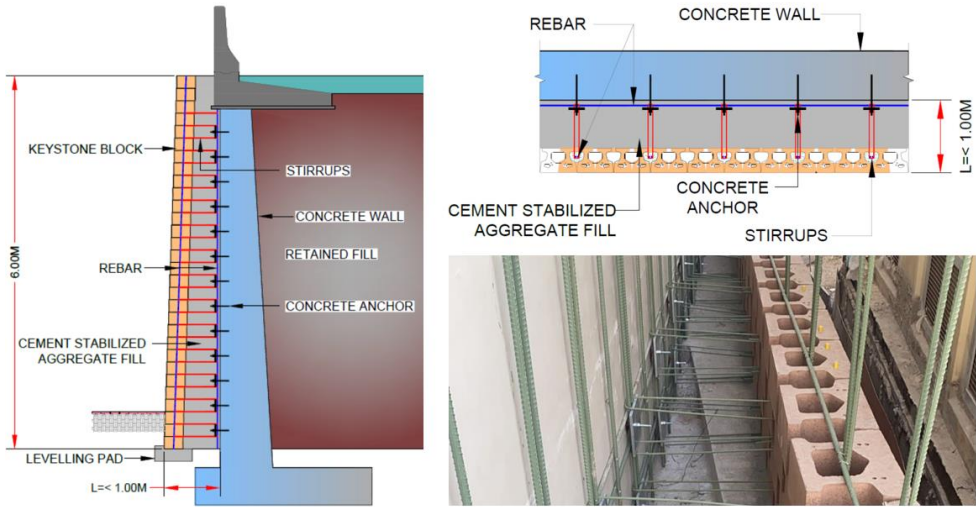 KEYSTONE BLOCK
STIRRUPS
CONCRETE WALL
RETAINED FILL
6.00M
REBAR
CONCRETE ANCHOR
CEMENT STABILIZED
AGGREGATE FILL
LEVELLING PAD
L=< 1.00M
REBAR
CONCRETE WALL
L=< 1.00M
CONCRETE
ANCHOR
CEMENT STABILIZED
AGGREGATE FILL
STIRRUPS